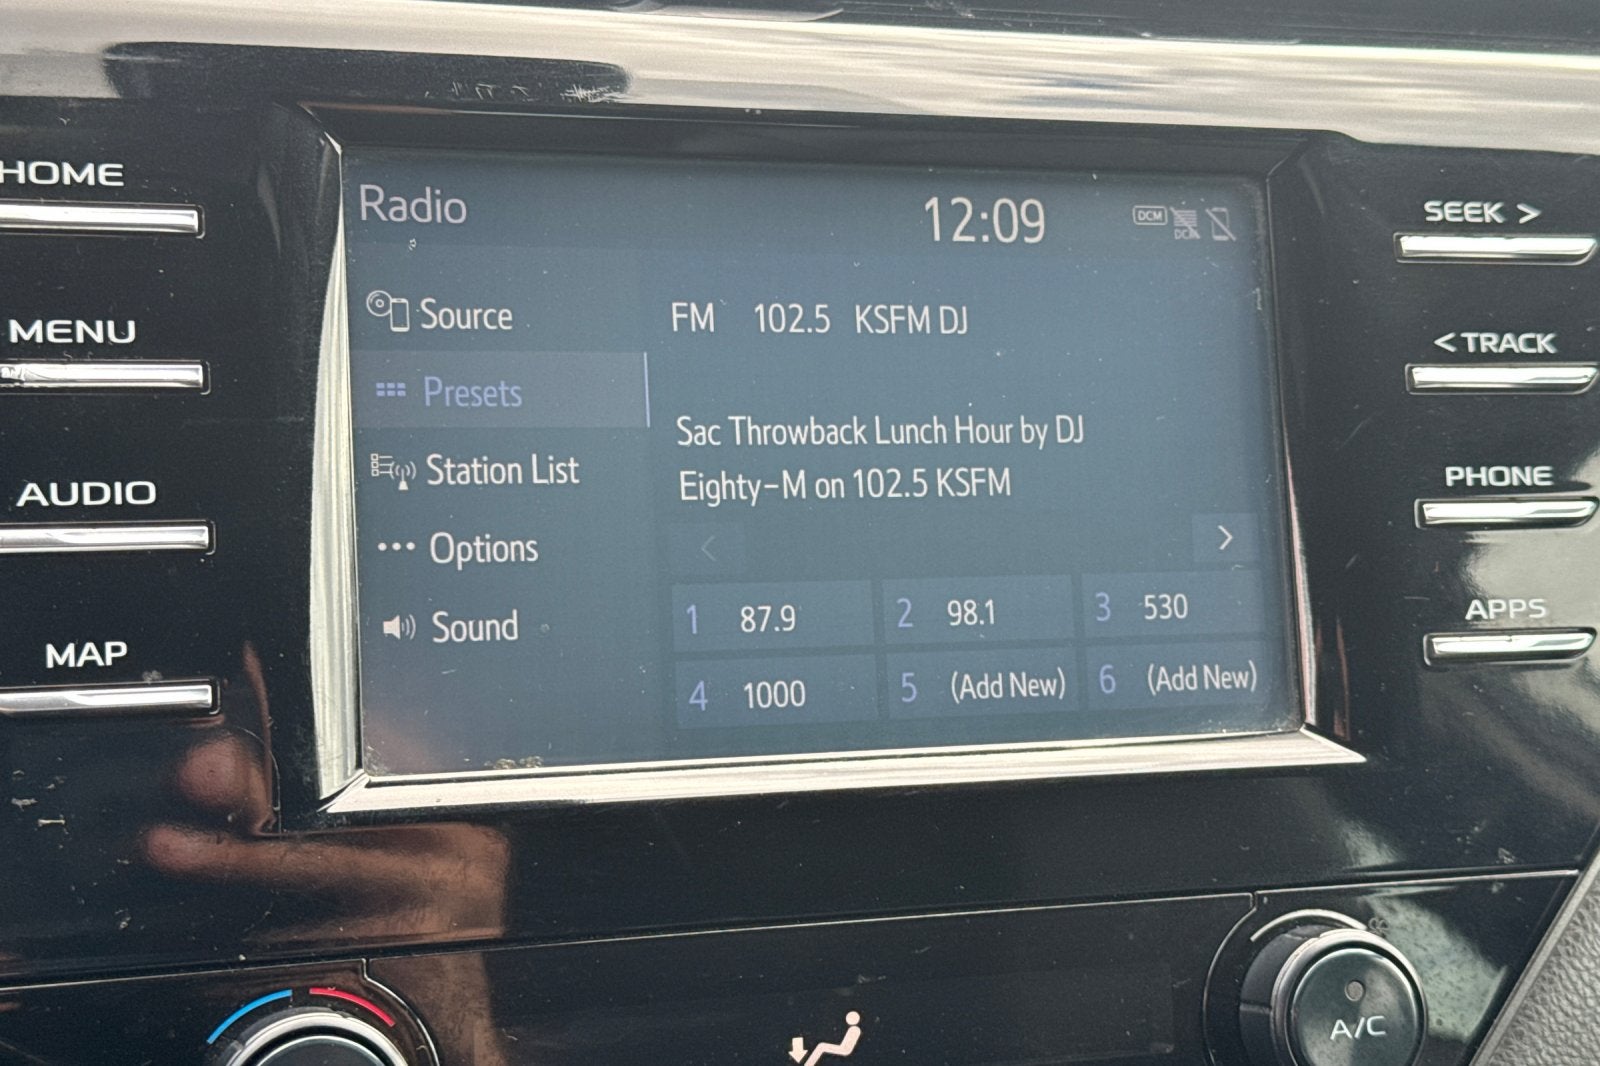 HOME
MENU
AUDIO
MAP
Radio
12:09
DCM
DCM
Source
Presets
Station List
Options
Sound
FM 102.5 KSFM DJ
Sac Throwback Lunch Hour by DJ
Eighty-M on 102.5 KSFM
<
>
1 87.9
2 98.1
3 530
4 1000
5 (Add New)
6 (Add New)
SEEK >
< TRACK
PHONE
APPS
A/C